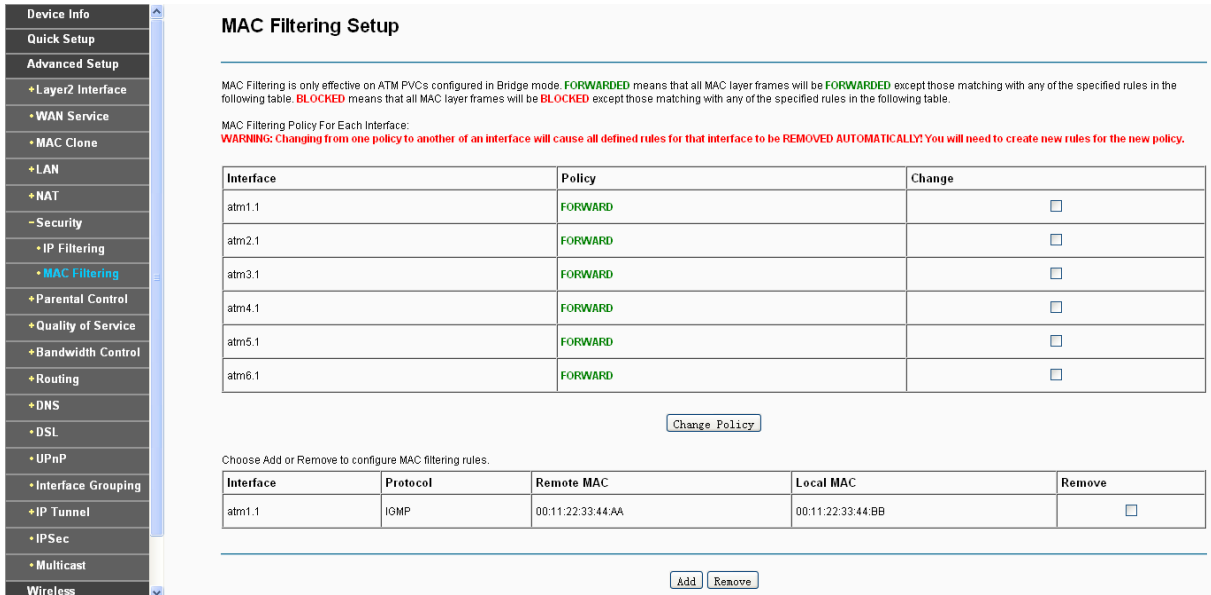 Device Info
Quick Setup
Advanced Setup
+Layer2 Interface
•WAN Service
•MAC Clone
+LAN
+NAT
-Security
•IP Filtering
•MAC Filtering
+Parental Control
+Quality of Service
+Bandwidth Control
+Routing
+DNS
•DSL
•UPnP
•Interface Grouping
+IP Tunnel
•IPSec
•Multicast
Wireless
MAC Filtering Setup
MAC Filtering is only effective on ATM PVCs configured in Bridge mode. FORWARDED means that all MAC layer frames will be FORWARDED except those matching with any of the specified rules in the
following table. BLOCKED means that all MAC layer frames will be BLOCKED except those matching with any of the specified rules in the following table.
MAC Filtering Policy For Each Interface:
WARNING: Changing from one policy to another of an interface will cause all defined rules for that interface to be REMOVED AUTOMATICALLY! You will need to create new rules for the new policy.
Interface Policy Change
atm1.1 FORWARD
atm2.1 FORWARD
atm3.1 FORWARD
atm4.1 FORWARD
atm5.1 FORWARD
atm6.1 FORWARD
Change Policy
Choose Add or Remove to configure MAC filtering rules.
Interface Protocol Remote MAC Local MAC Remove
atm1.1 IGMP 00:11:22:33:44:AA 00:11:22:33:44:BB
Add Remove